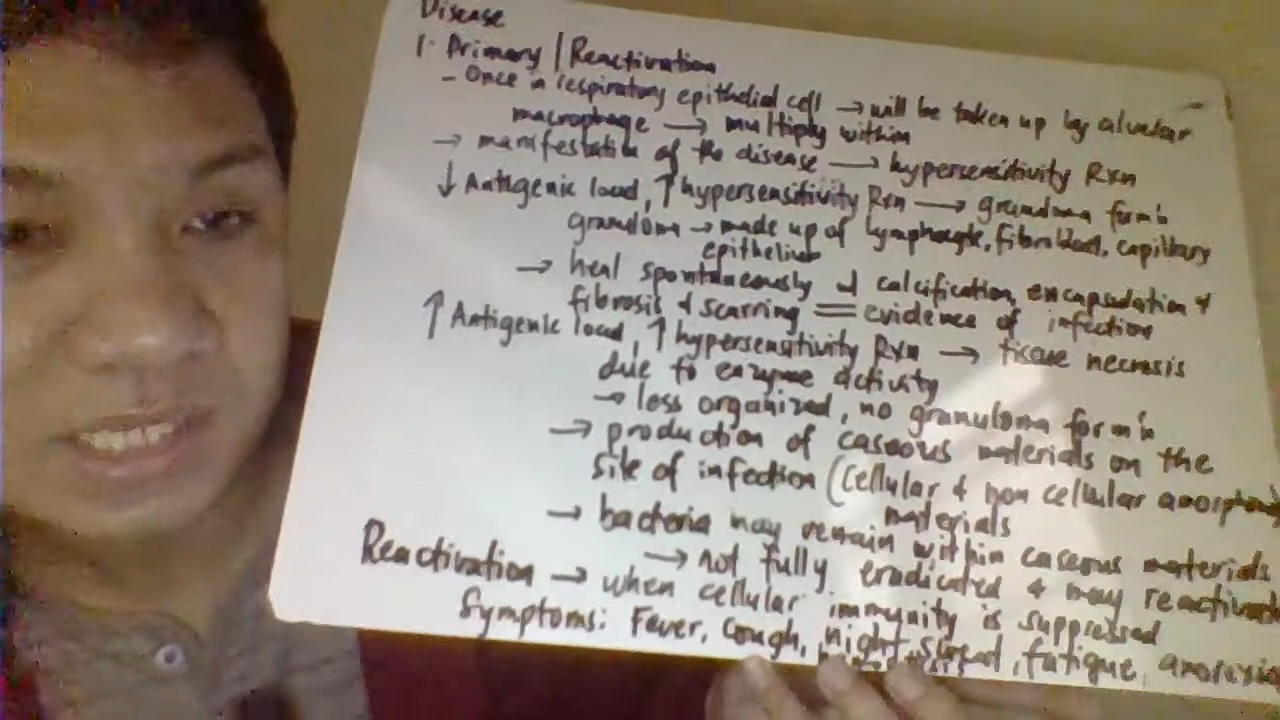 Disease
1. Primary | Reactivation
- Once in respiratory epithelial cell → will be taken up by alveolar
macrophage → multiply within
→ manifestation of the disease → hypersensitivity Rxn
↓ Antigenic load, ↑ hypersensitivity Rxn → granuloma form'n
granuloma → made up of lymphocyte, fibroblast, capillary
epithelium
→ heal spontaneously calcification, encapsulation &
fibrosis & scarring = evidence of infection
↑ Antigenic load, ↑ hypersensitivity Rxn → tissue necrosis
due to enzyme activity
→ less organized, no granuloma form'n
→ production of caseous materials on the
site of infection (cellular & non cellular amorphous
materials
→ bacteria may remain within caseous materials
→ not fully eradicated & may reactivate
Reactivation → when cellular immunity is suppressed
Symptoms: Fever, cough, night, fatigue,